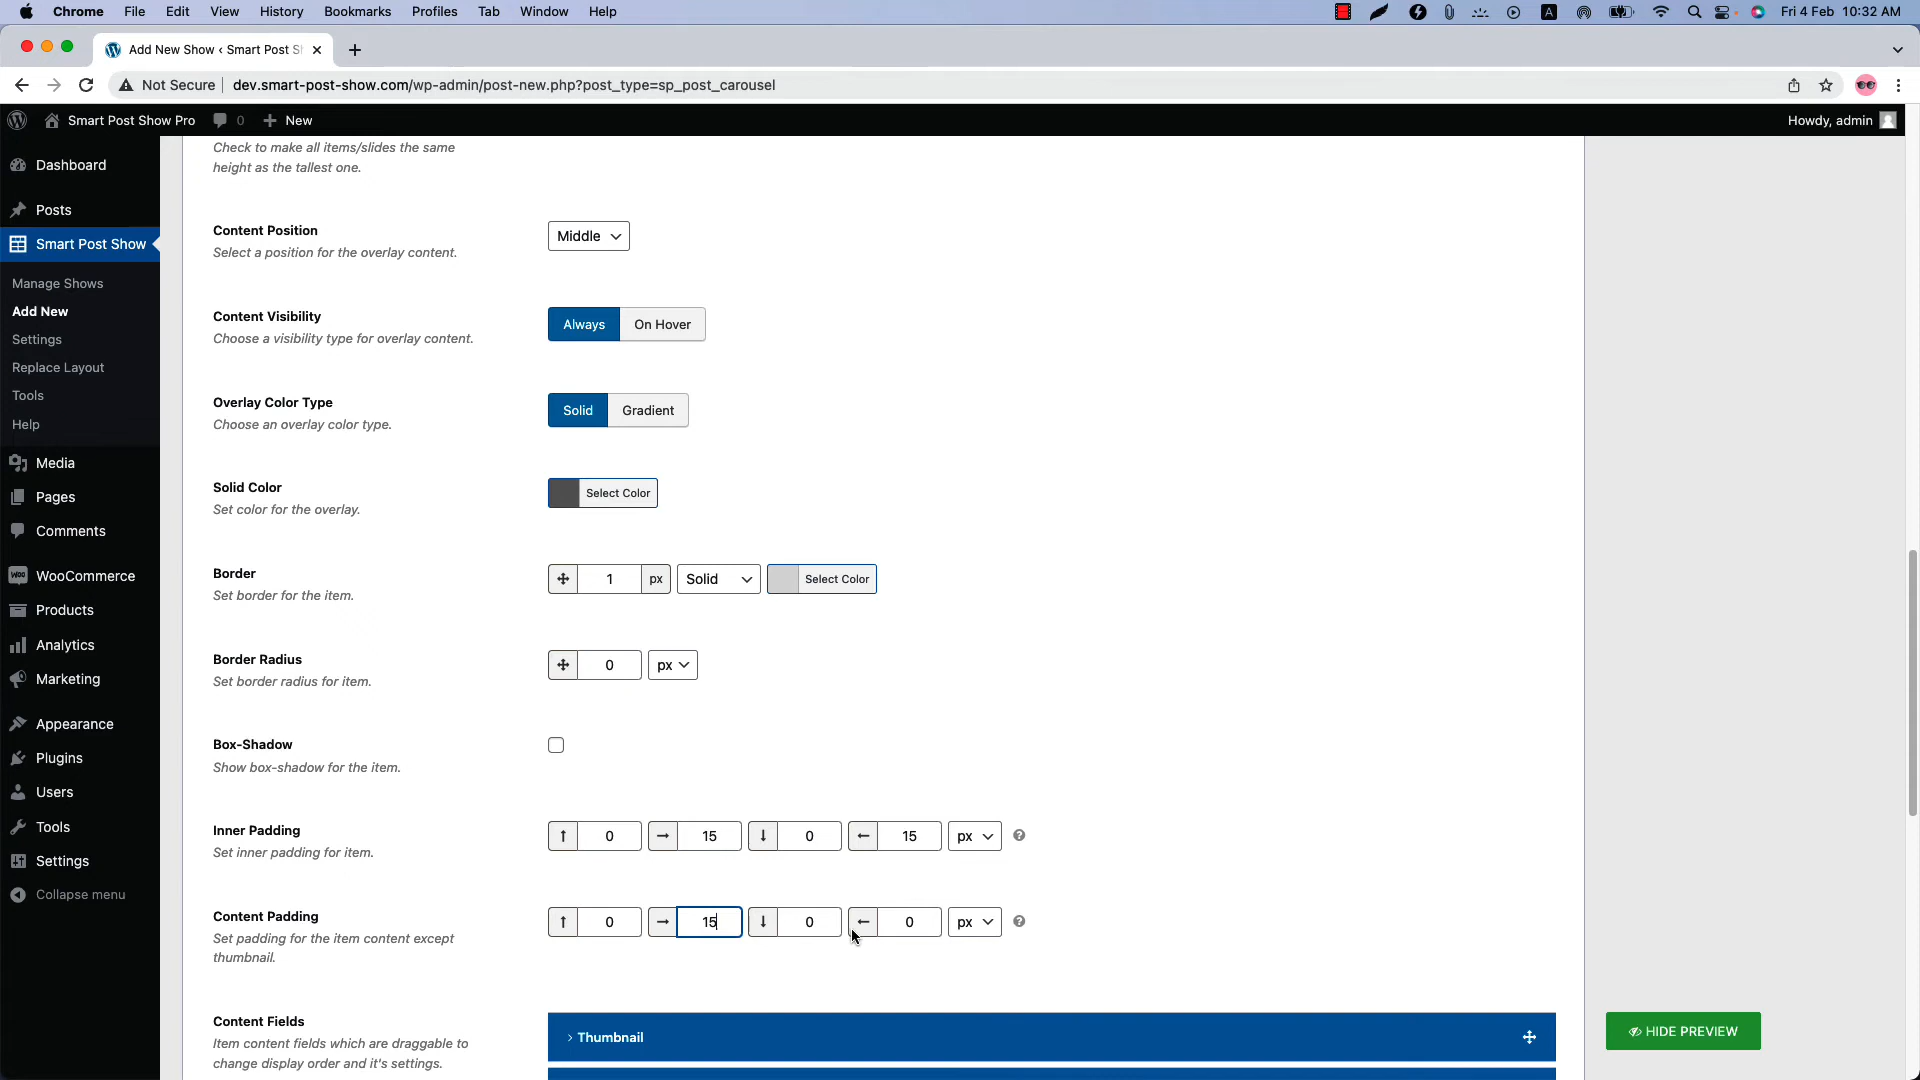 Chrome File Edit View History Bookmarks Profiles Tab Window Help A Fri 4 Feb 10:32 AM
Add New Show ‹ Smart Post S
Not Secure dev.smart-post-show.com/wp-admin/post-new.php?post_type=sp_post_carousel
Smart Post Show Pro 0 New Howdy, admin
Dashboard
Posts
Smart Post Show
Manage Shows
Add New
Settings
Replace Layout
Tools
Help
Media
Pages
Comments
WooCommerce
Products
Analytics
Marketing
Appearance
Plugins
Users
Tools
Settings
Collapse menu
Check to make all items/slides the same
height as the tallest one.
Content Position
Select a position for the overlay content.
Middle
Content Visibility
Choose a visibility type for overlay content.
Always On Hover
Overlay Color Type
Choose an overlay color type.
Solid Gradient
Solid Color
Set color for the overlay.
Select Color
Border
Set border for the item.
1 px Solid Select Color
Border Radius
Set border radius for item.
0 px
Box-Shadow
Show box-shadow for the item.
Inner Padding
Set inner padding for item.
0 15 0 15 px
Content Padding
Set padding for the item content except
thumbnail.
0 15 0 0 px
Content Fields
Item content fields which are draggable to
change display order and it's settings.
Thumbnail
HIDE PREVIEW